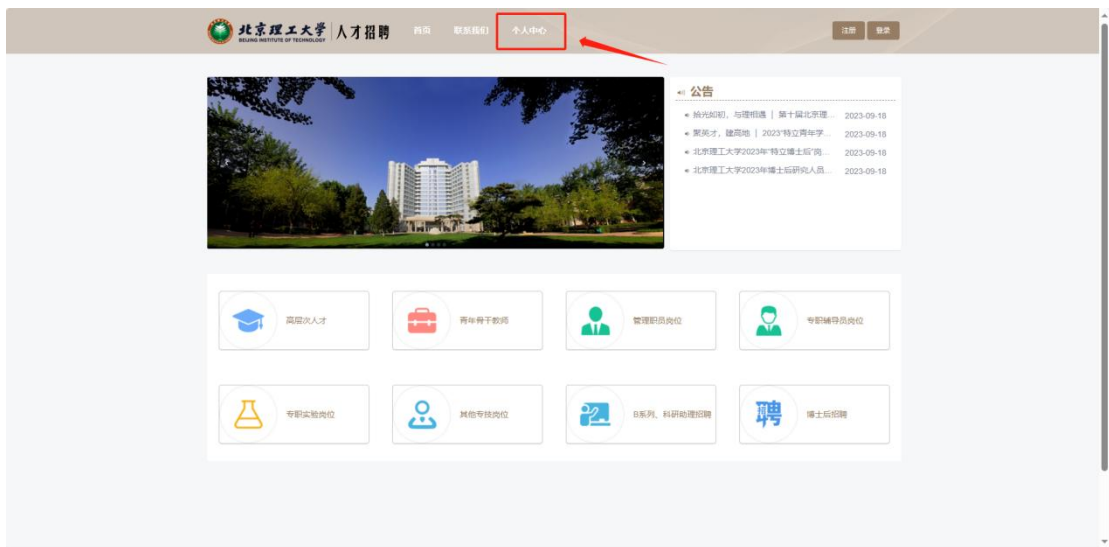 北京理工大学 人才招聘 首页 联系我们 个人中心 注册 登录
BEIJING INSTITUTE OF TECHNOLOGY
公告
拾光如初，与理相遇 | 第十届北京理... 2023-09-18
聚英才，建高地 | 2023“特立青年学... 2023-09-18
北京理工大学2023年“特立博士后”岗... 2023-09-18
北京理工大学2023年博士后研究人员... 2023-09-18
高层次人才 青年骨干教师 管理职员岗位 专职辅导员岗位
专职实验岗位 其他专技岗位 B系列、科研助理招聘 聘 博士后招聘